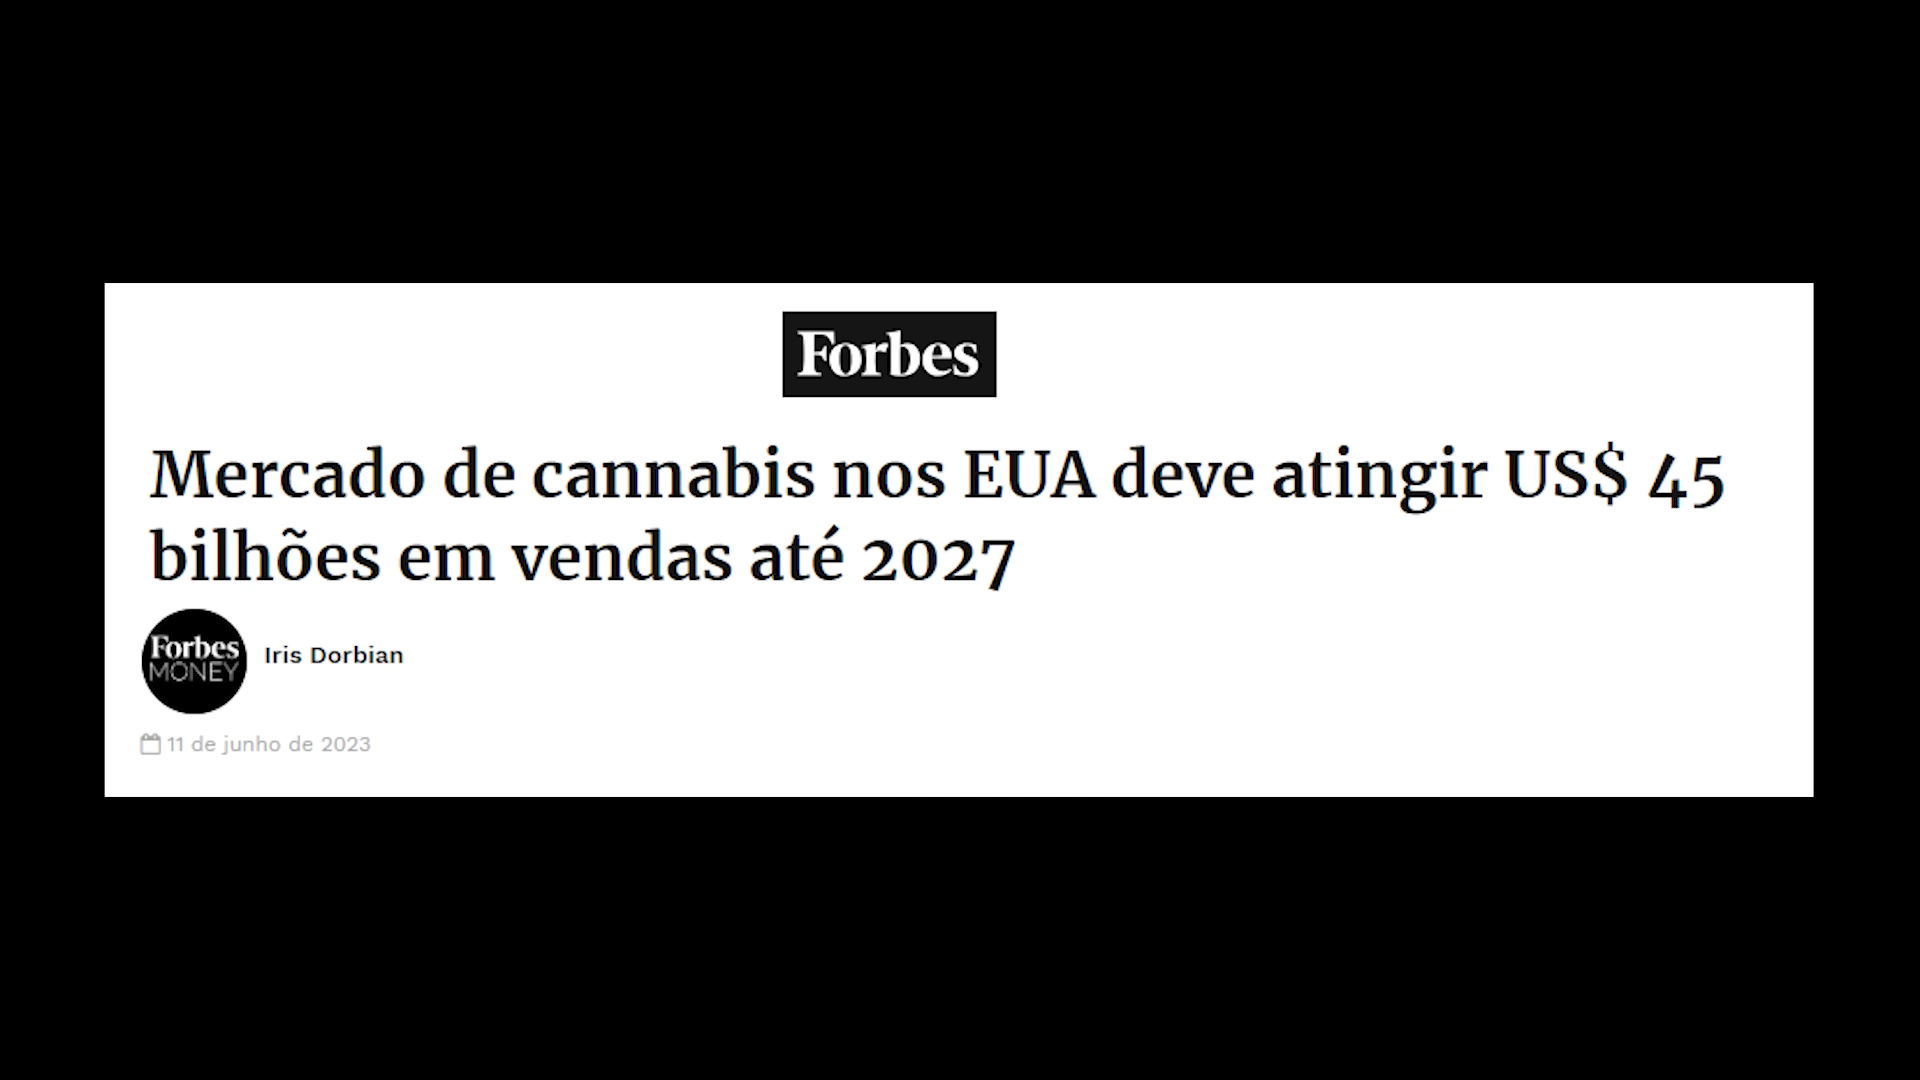 Forbes
Mercado de cannabis nos EUA deve atingir US$ 45
bilhões em vendas até 2027
Forbes
MONEY
Iris Dorbian
11 de junho de 2023